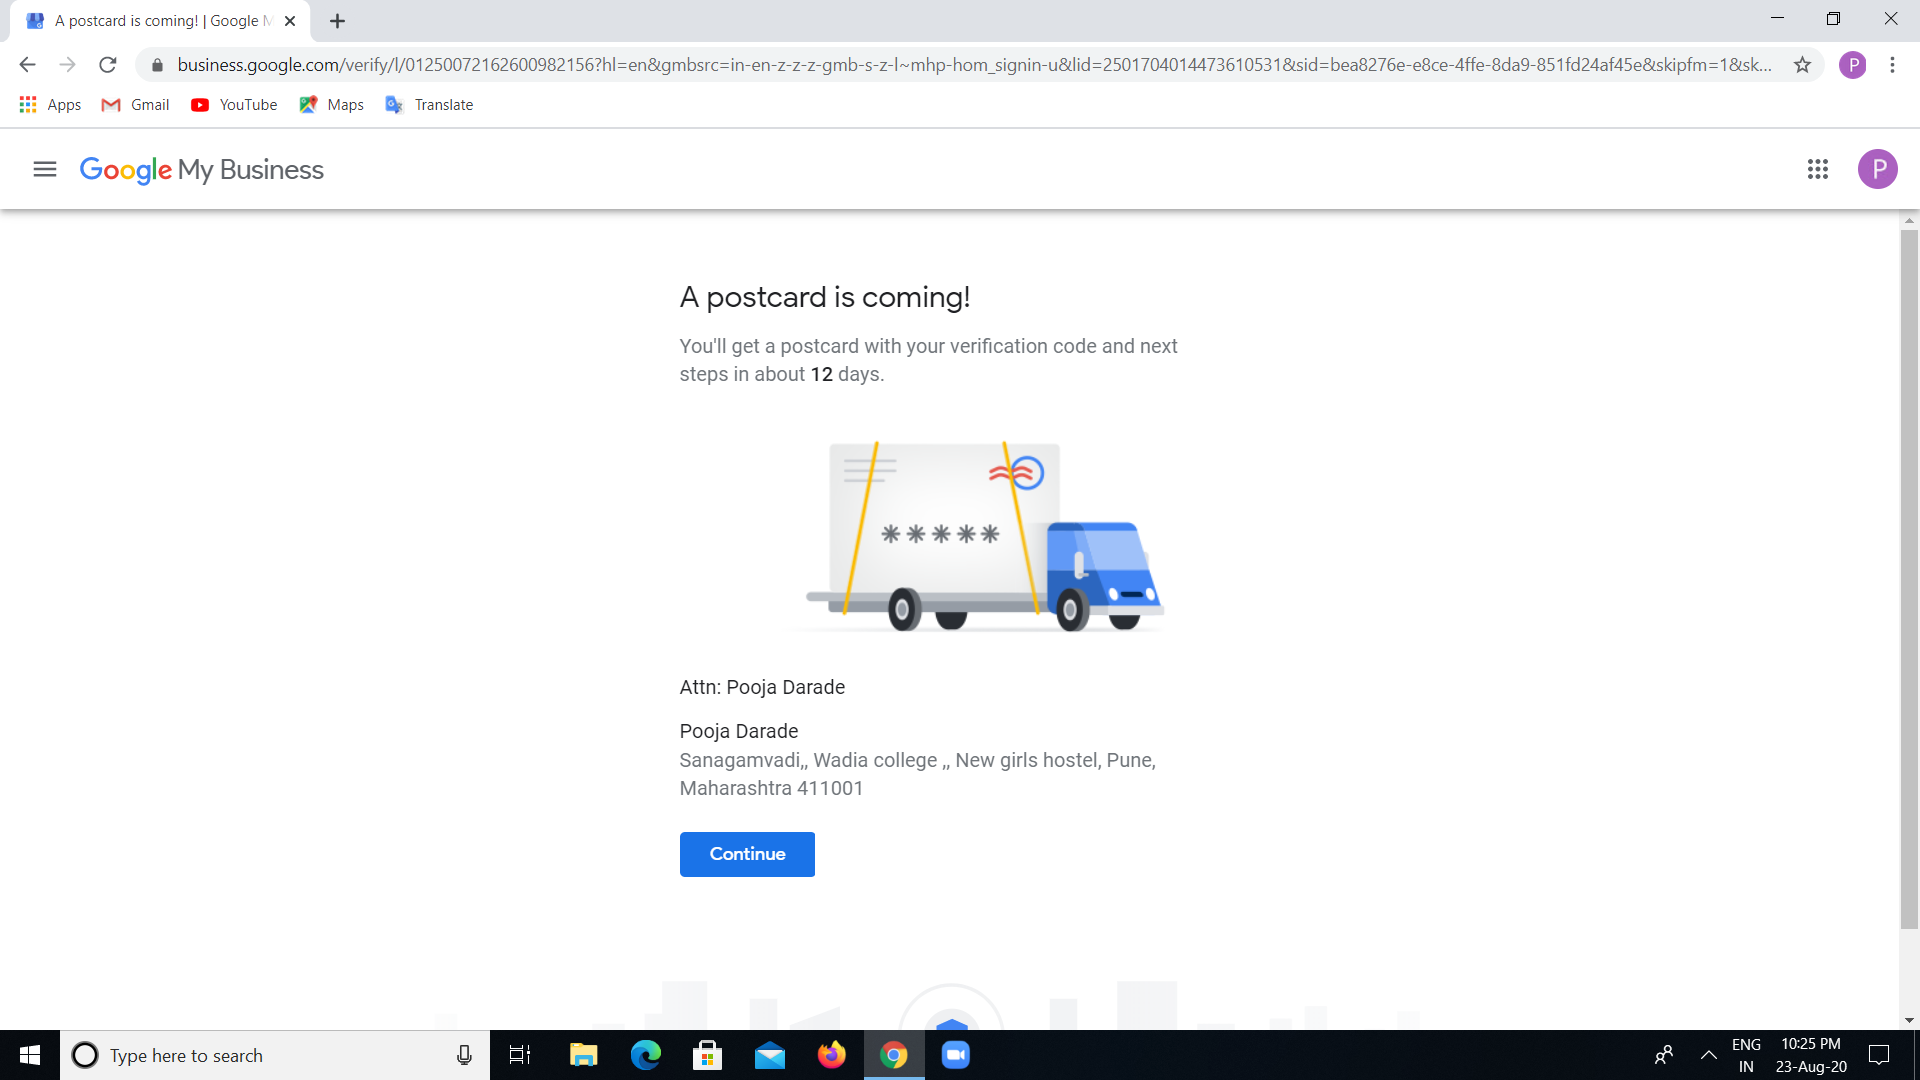 A postcard is coming! | Google M
business.google.com/verify/l/01250072162600982156?hl=en&gmbsrc=in-en-z-z-z-gmb-s-z-l~mhp-hom_signin-u&lid=2501704014473610531&sid=bea8276e-e8ce-4ffe-8da9-851fd24af45e&skipfm=1&sk...
P
Apps Gmail YouTube Maps Translate
Google My Business
P
A postcard is coming!
You'll get a postcard with your verification code and next
steps in about 12 days.
*****
Attn: Pooja Darade
Pooja Darade
Sanagamvadi,, Wadia college ,, New girls hostel, Pune,
Maharashtra 411001
Continue
Type here to search
ENG 10:25 PM
IN 23-Aug-20